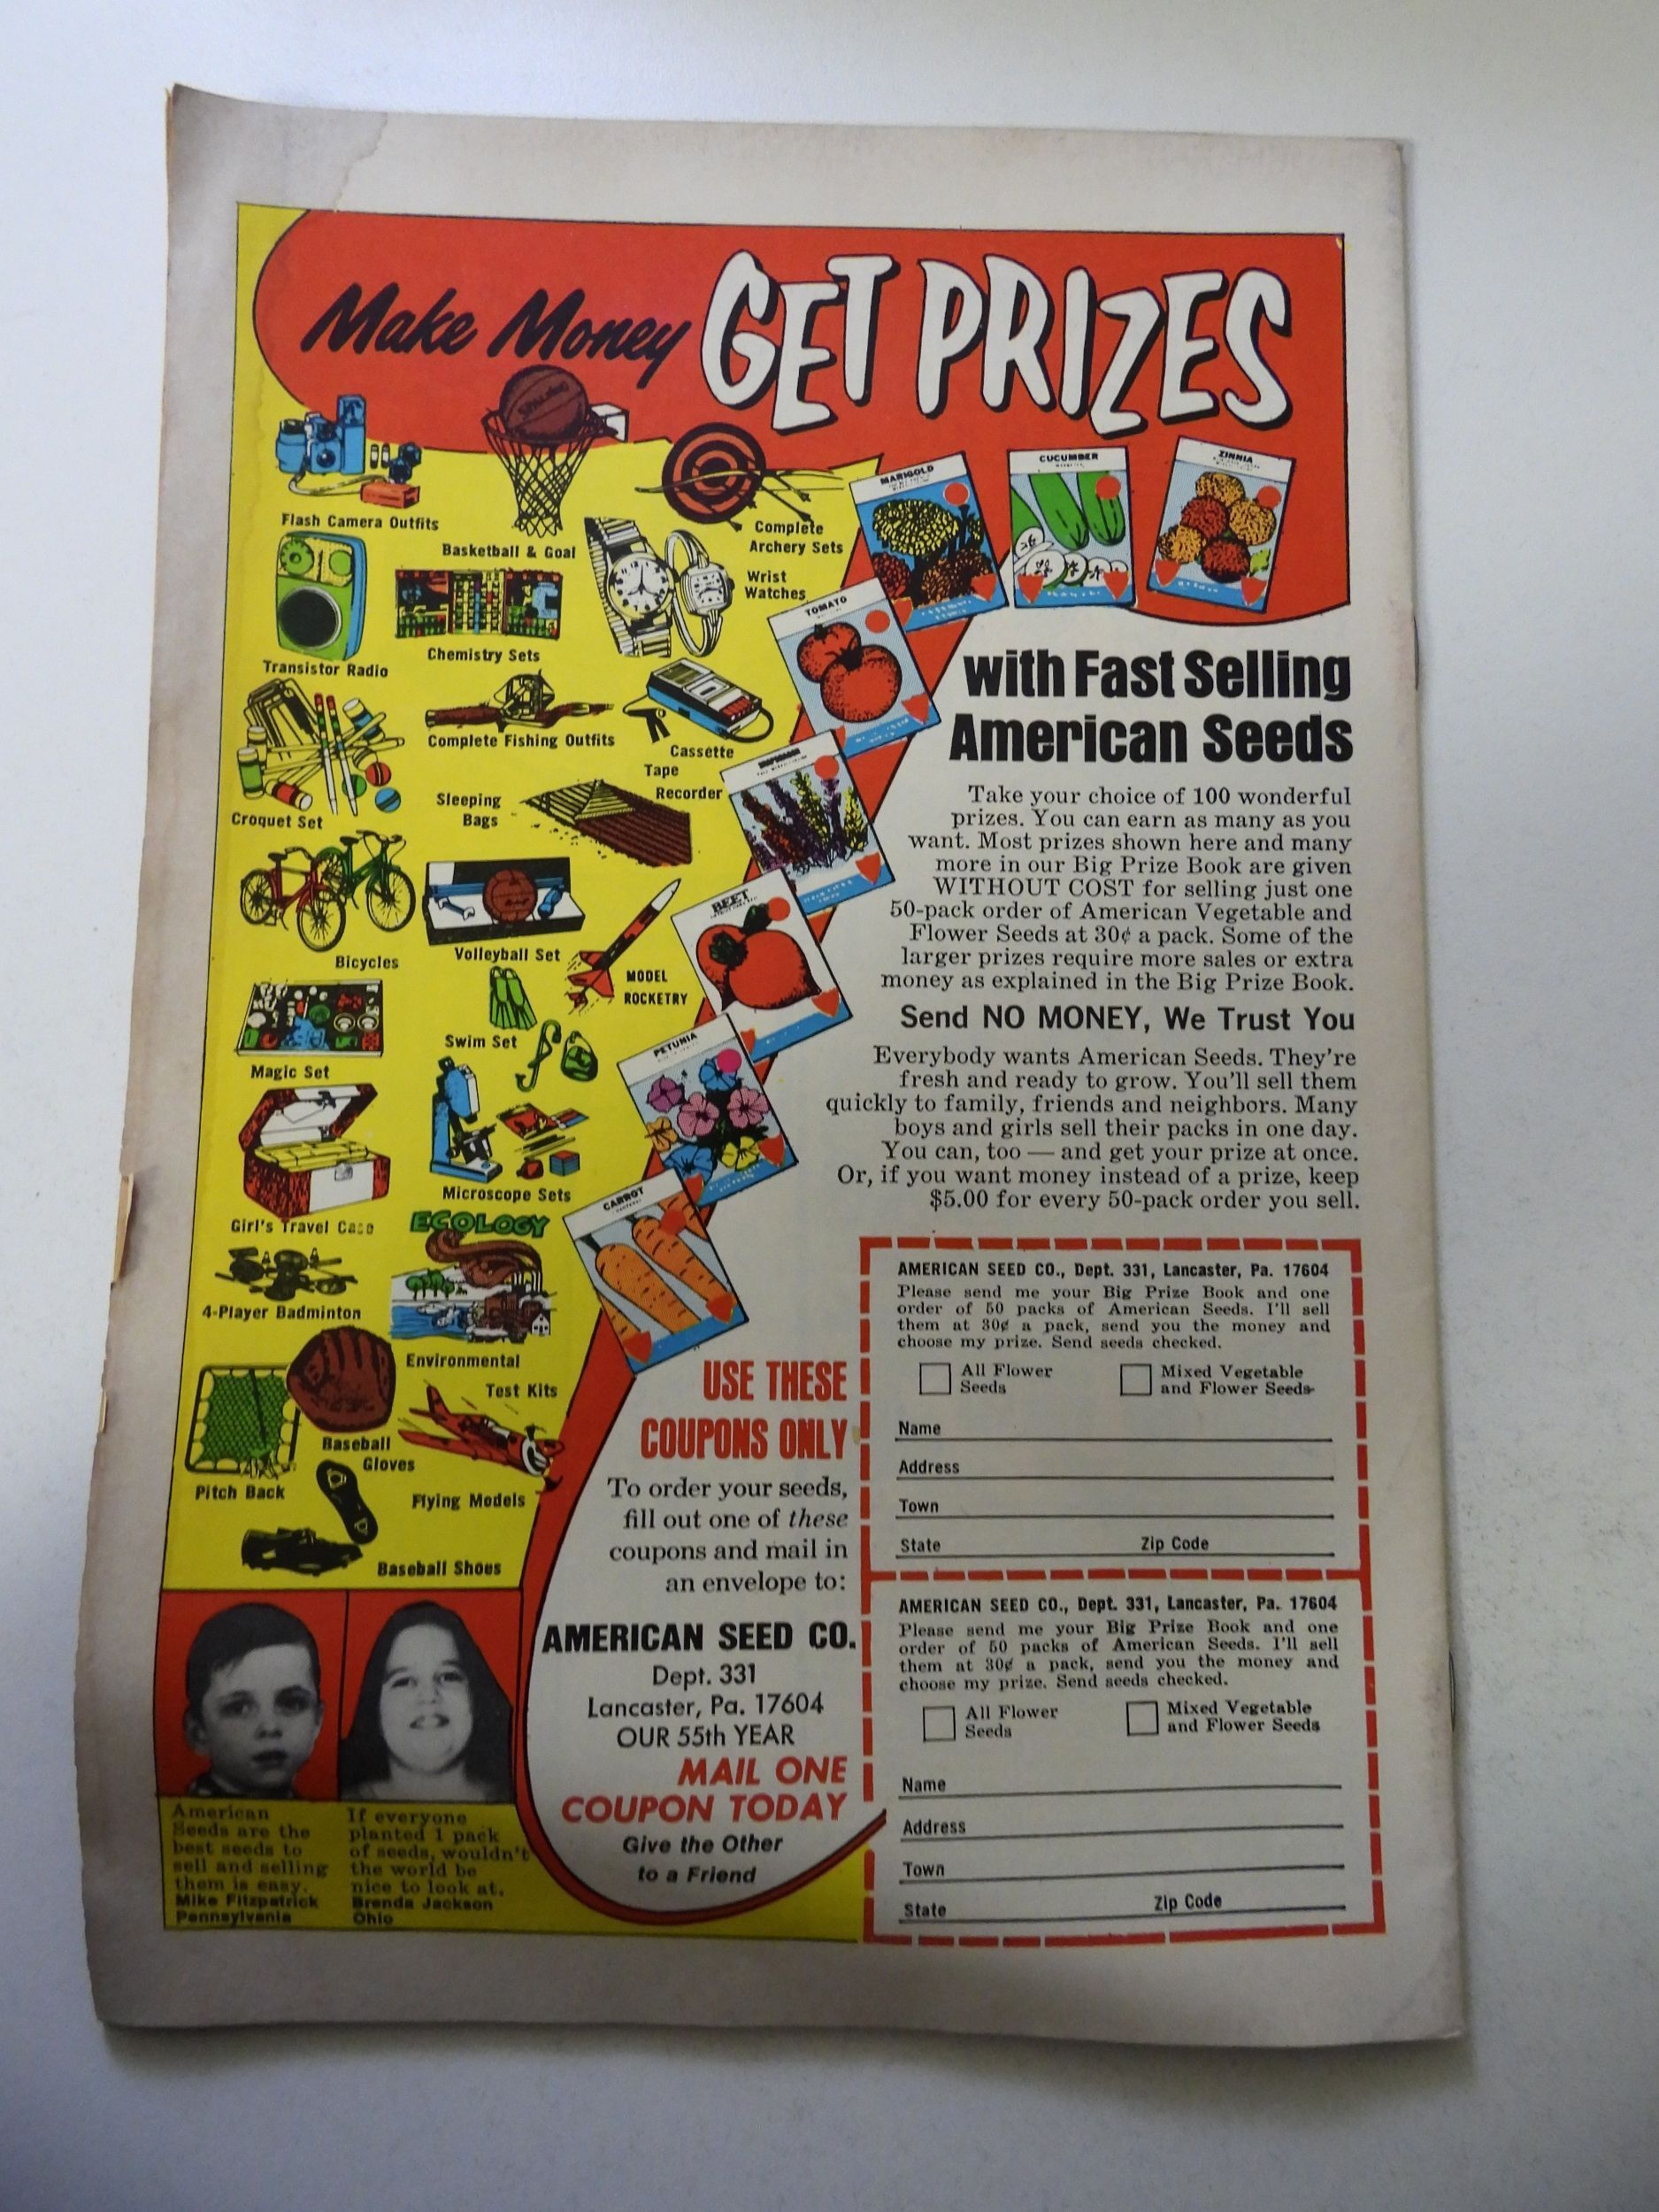 Make Money GET PRIZES
Flash Camera Outfits
Spalding
Basketball & Goal
Complete
Archery Sets
Wrist
Watches
Transistor Radio
Chemistry Sets
Complete Fishing Outfits
Cassette
Tape
Recorder
Croquet Set
Sleeping
Bags
Bicycles
Volleyball Set
MODEL
ROCKETRY
Magic Set
Swim Set
Girl's Travel Case
Microscope Sets
ECOLOGY
4-Player Badminton
Environmental
Test Kits
Pitch Back
Baseball
Gloves
Flying Models
Baseball Shoes
MARIGOLD
CUCUMBER
ZINNIA
TOMATO
BEET
PETUNIA
CARROT
with Fast Selling
American Seeds
Take your choice of 100 wonderful
prizes. You can earn as many as you
want. Most prizes shown here and many
more in our Big Prize Book are given
WITHOUT COST for selling just one
50-pack order of American Vegetable and
Flower Seeds at 30¢ a pack. Some of the
larger prizes require more sales or extra
money as explained in the Big Prize Book.
Send NO MONEY, We Trust You
Everybody wants American Seeds. They're
fresh and ready to grow. You'll sell them
quickly to family, friends and neighbors. Many
boys and girls sell their packs in one day.
You can, too — and get your prize at once.
Or, if you want money instead of a prize, keep
$5.00 for every 50-pack order you sell.
USE THESE
COUPONS ONLY
To order your seeds,
fill out one of these
coupons and mail in
an envelope to:
AMERICAN SEED CO.
Dept. 331
Lancaster, Pa. 17604
OUR 55th YEAR
MAIL ONE
COUPON TODAY
Give the Other
to a Friend
AMERICAN SEED CO., Dept. 331, Lancaster, Pa. 17604
Please send me your Big Prize Book and one
order of 50 packs of American Seeds. I'll sell
them at 30¢ a pack, send you the money and
choose my prize. Send seeds checked.
All Flower
Seeds
Mixed Vegetable
and Flower Seeds
Name
Address
Town
State Zip Code
AMERICAN SEED CO., Dept. 331, Lancaster, Pa. 17604
Please send me your Big Prize Book and one
order of 50 packs of American Seeds. I'll sell
them at 30¢ a pack, send you the money and
choose my prize. Send seeds checked.
All Flower
Seeds
Mixed Vegetable
and Flower Seeds
Name
Address
Town
State Zip Code
American
Seeds are the
best seeds to
sell and selling
them is easy.
Mike Fitzpatrick
Pennsylvania
If everyone
planted 1 pack
of seeds, wouldn't
the world be
nice to look at.
Brenda Jackson
Ohio